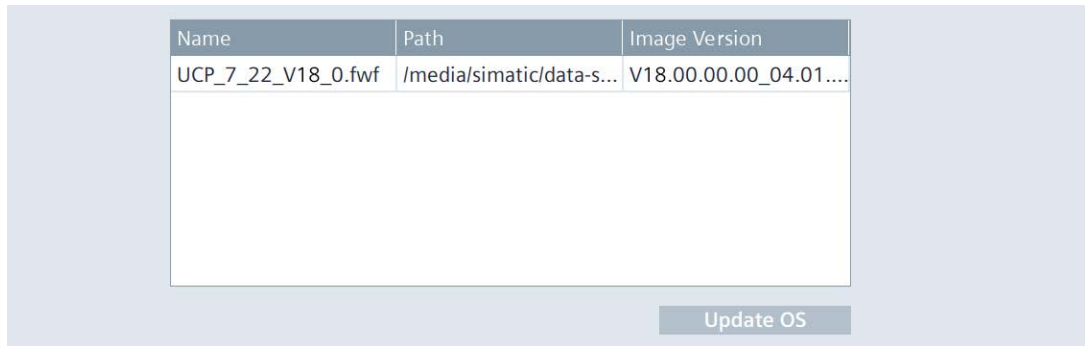 Name Path Image Version
UCP_7_22_V18_0.fwf /media/simatic/data-s... V18.00.00.00_04.01....
Update OS